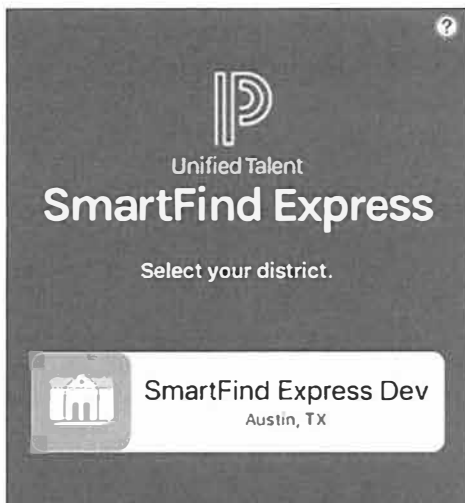 ?
Unified Talent
SmartFind Express
Select your district.
SmartFind Express Dev
Austin, TX